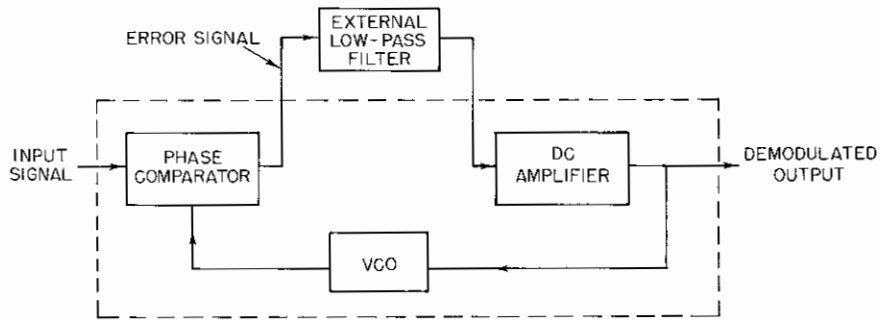 EXTERNAL
LOW-PASS
FILTER
ERROR SIGNAL
INPUT
SIGNAL
PHASE
COMPARATOR
DC
AMPLIFIER
DEMODULATED
OUTPUT
VCO